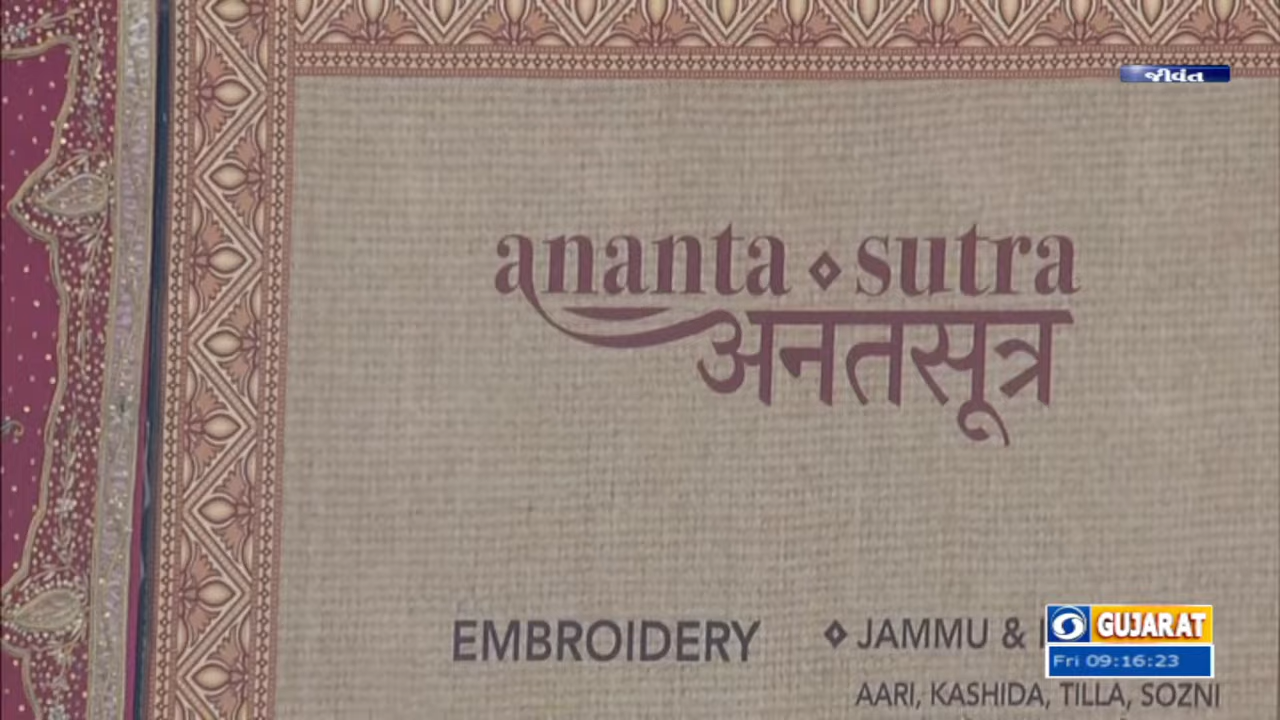 જીવંત
ananta sutra
अनतसूत्र
EMBROIDERY
JAMMU &
GUJARAT
Fri 09:16:23
AARI, KASHIDA, TILLA, SOZNI